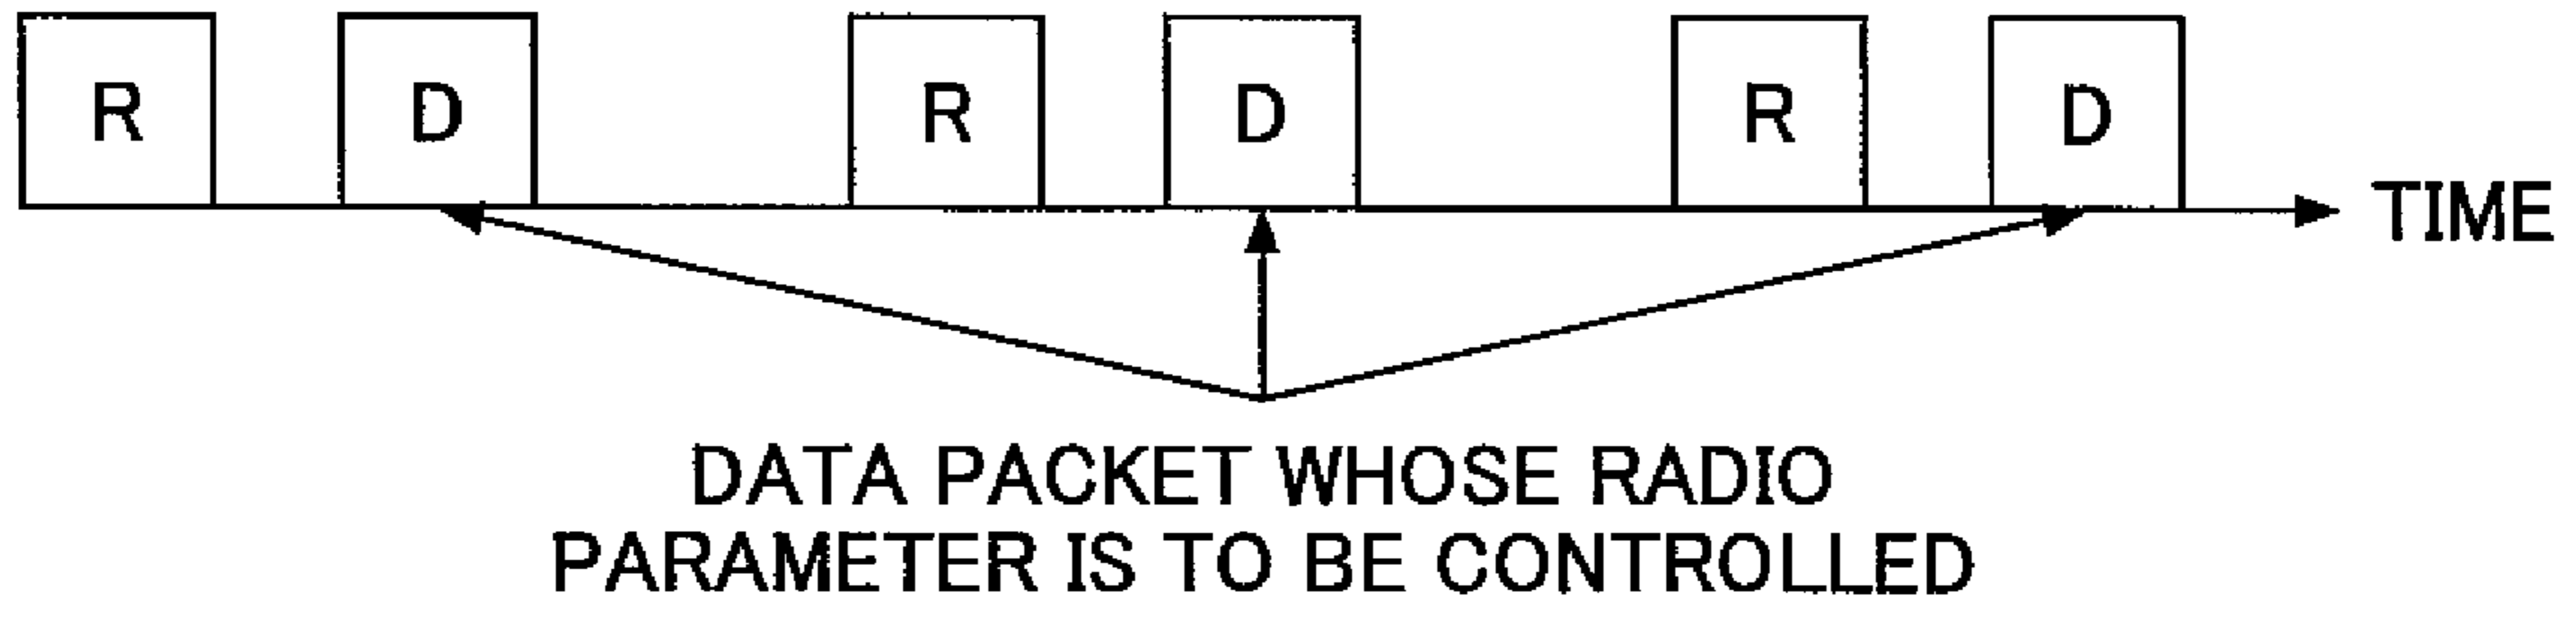 R D R D R D
TIME
DATA PACKET WHOSE RADIO
PARAMETER IS TO BE CONTROLLED